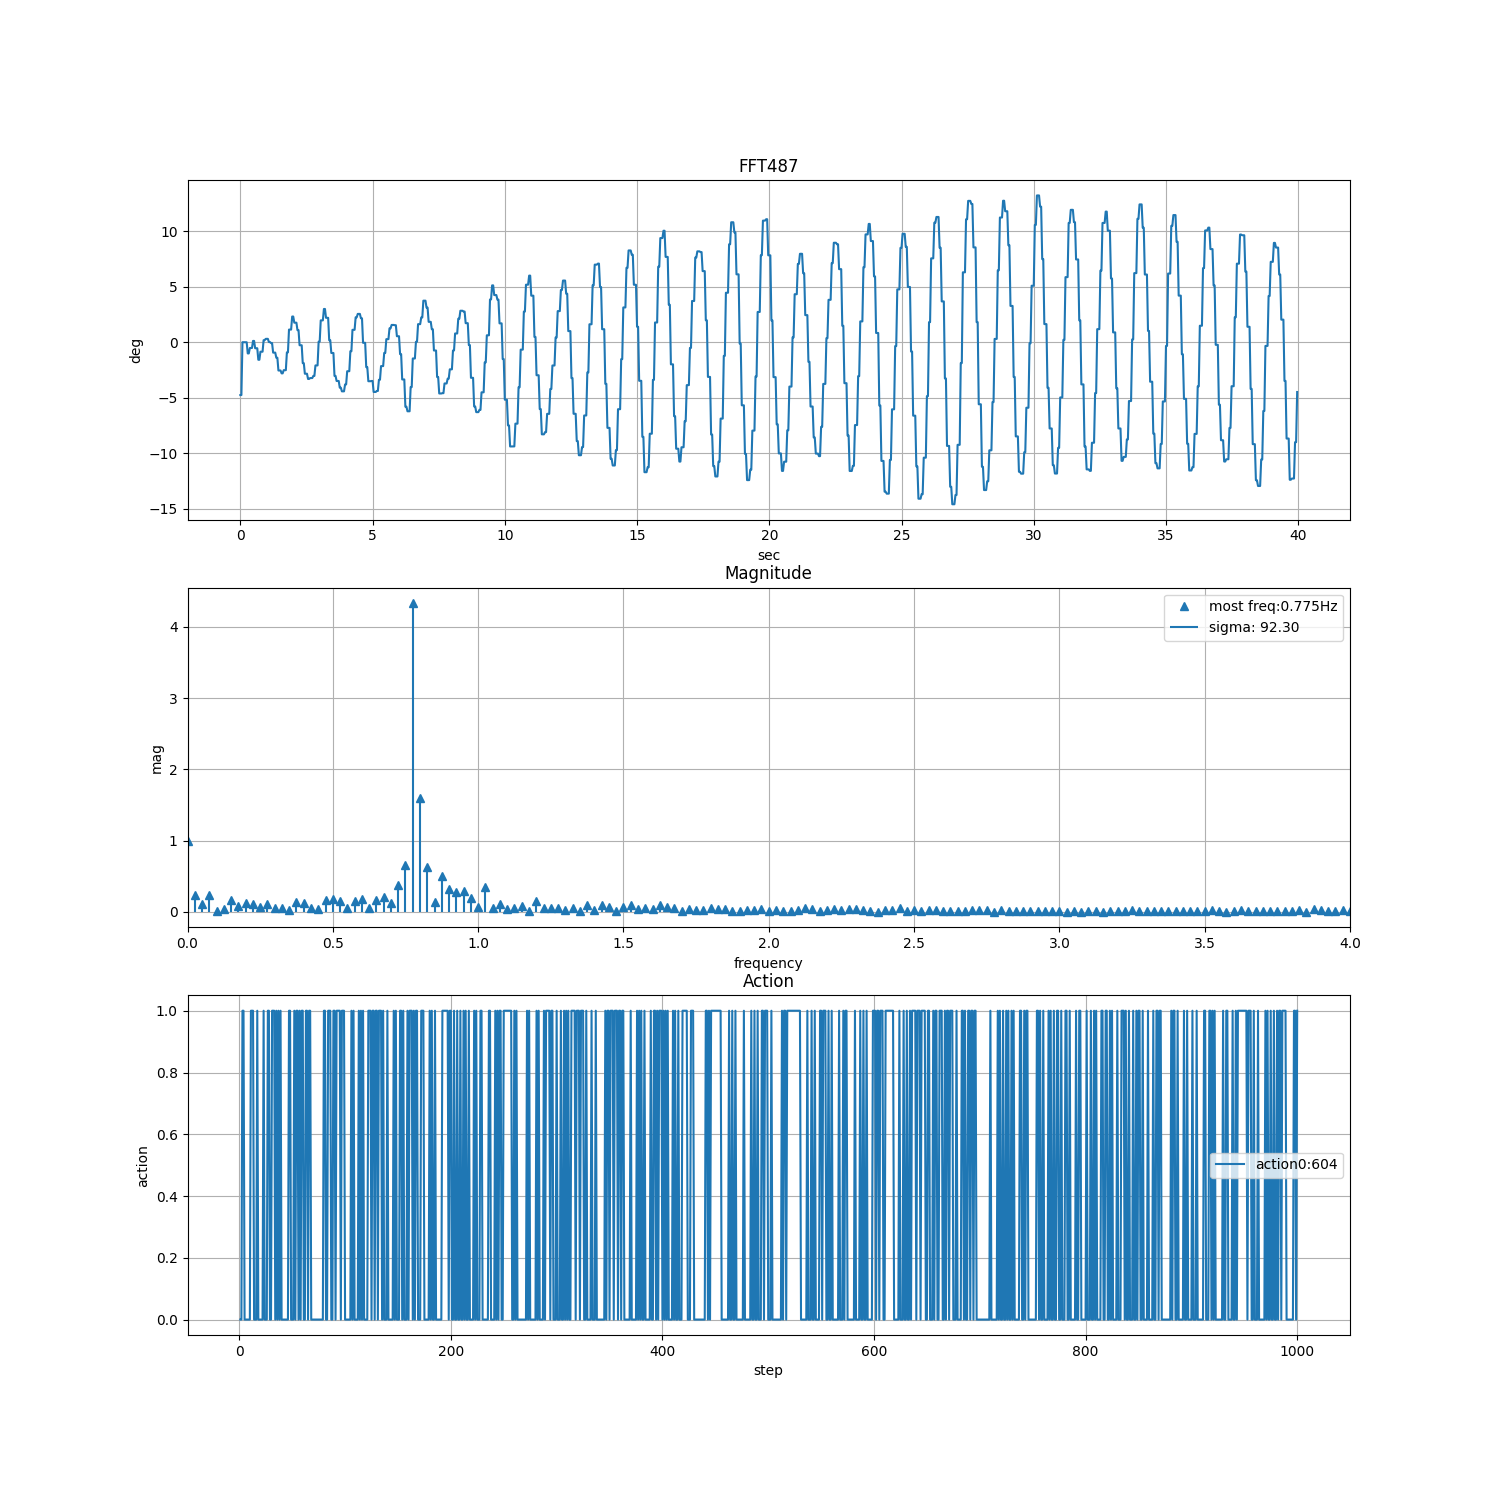 FFT487
10
5
0
−5
−10
−15
deg
0 5 10 15 20 25 30 35 40
sec
Magnitude
most freq:0.775Hz
sigma: 92.30
4
3
2
1
0
mag
0.0 0.5 1.0 1.5 2.0 2.5 3.0 3.5 4.0
frequency
Action
1.0
0.8
0.6
0.4
0.2
0.0
action
action0:604
0 200 400 600 800 1000
step